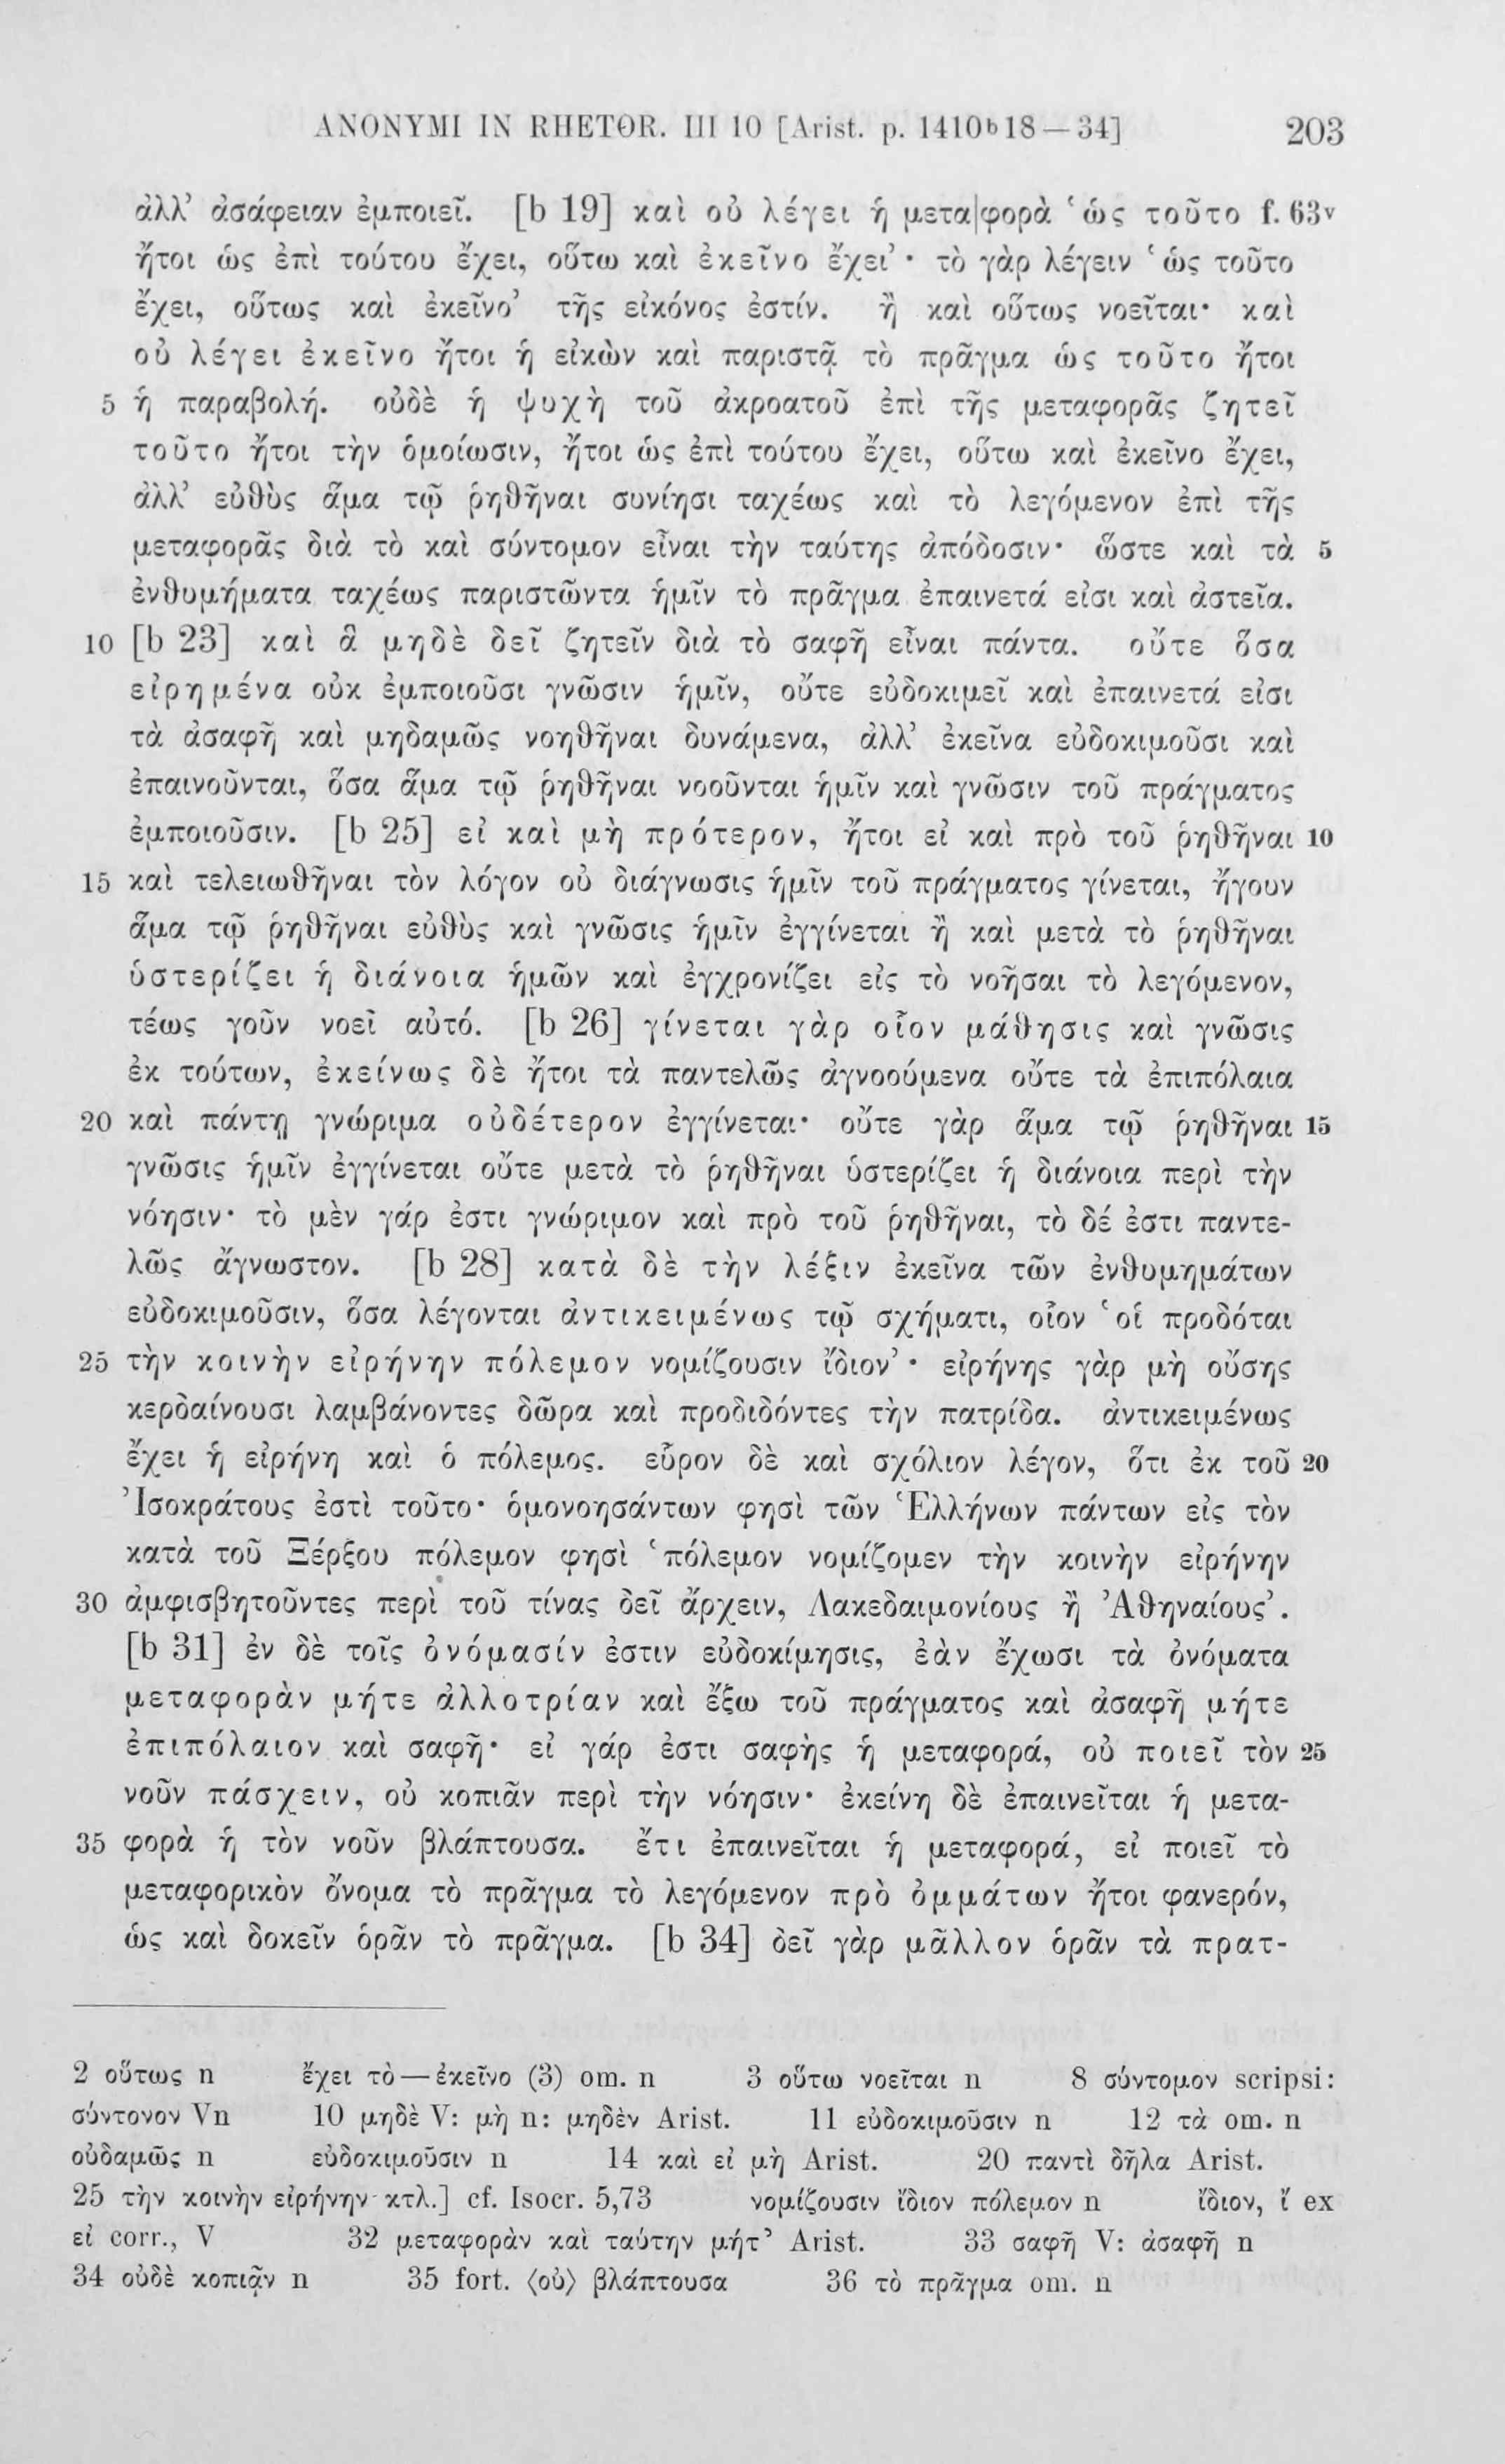 ANONYMI IN RHETOR. III 10 [Arist. p. 1410ᵇ18—34] 203
ἀλλ’ ἀσάφειαν ἐμποιεῖ. [b 19] καὶ οὐ λέγει ἡ μετα|φορὰ ‘ὡς τοῦτο f. 63ᵛ
ἤτοι ὡς ἐπὶ τούτου ἔχει, οὕτω καὶ ἐκεῖνο ἔχει’· τὸ γὰρ λέγειν ‘ὡς τοῦτο
ἔχει, οὕτως καὶ ἐκεῖνο’ τῆς εἰκόνος ἐστίν. ἢ καὶ οὕτως νοεῖται· καὶ
οὐ λέγει ἐκεῖνο ἤτοι ἡ εἰκὼν καὶ παριστᾷ τὸ πρᾶγμα ὡς τοῦτο ἤτοι
5 ἡ παραβολή. οὐδὲ ἡ ψυχὴ τοῦ ἀκροατοῦ ἐπὶ τῆς μεταφορᾶς ζητεῖ
τοῦτο ἤτοι τὴν ὁμοίωσιν, ἤτοι ὡς ἐπὶ τούτου ἔχει, οὕτω καὶ ἐκεῖνο ἔχει,
ἀλλ’ εὐθὺς ἅμα τῷ ῥηθῆναι συνίησι ταχέως καὶ τὸ λεγόμενον ἐπὶ τῆς
μεταφορᾶς διὰ τὸ καὶ σύντομον εἶναι τὴν ταύτης ἀπόδοσιν· ὥστε καὶ τὰ 5
ἐνθυμήματα ταχέως παριστῶντα ἡμῖν τὸ πρᾶγμα ἐπαινετά εἰσι καὶ ἀστεῖα.
10 [b 23] καὶ ἃ μηδὲ δεῖ ζητεῖν διὰ τὸ σαφῆ εἶναι πάντα. οὔτε ὅσα
εἰρημένα οὐκ ἐμποιοῦσι γνῶσιν ἡμῖν, οὔτε εὐδοκιμεῖ καὶ ἐπαινετά εἰσι
τὰ ἀσαφῆ καὶ μηδαμῶς νοηθῆναι δυνάμενα, ἀλλ’ ἐκεῖνα εὐδοκιμοῦσι καὶ
ἐπαινοῦνται, ὅσα ἅμα τῷ ῥηθῆναι νοοῦνται ἡμῖν καὶ γνῶσιν τοῦ πράγματος
ἐμποιοῦσιν. [b 25] εἰ καὶ μὴ πρότερον, ἤτοι εἰ καὶ πρὸ τοῦ ῥηθῆναι 10
15 καὶ τελειωθῆναι τὸν λόγον οὐ διάγνωσις ἡμῖν τοῦ πράγματος γίνεται, ἤγουν
ἅμα τῷ ῥηθῆναι εὐθὺς καὶ γνῶσις ἡμῖν ἐγγίνεται ἢ καὶ μετὰ τὸ ῥηθῆναι
ὑστερίζει ἡ διάνοια ἡμῶν καὶ ἐγχρονίζει εἰς τὸ νοῆσαι τὸ λεγόμενον,
τέως γοῦν νοεῖ αὐτό. [b 26] γίνεται γὰρ οἷον μάθησις καὶ γνῶσις
ἐκ τούτων, ἐκείνως δὲ ἤτοι τὰ παντελῶς ἀγνοούμενα οὔτε τὰ ἐπιπόλαια
20 καὶ πάντῃ γνώριμα οὐδέτερον ἐγγίνεται· οὔτε γὰρ ἅμα τῷ ῥηθῆναι 15
γνῶσις ἡμῖν ἐγγίνεται οὔτε μετὰ τὸ ῥηθῆναι ὑστερίζει ἡ διάνοια περὶ τὴν
νόησιν· τὸ μὲν γάρ ἐστι γνώριμον καὶ πρὸ τοῦ ῥηθῆναι, τὸ δέ ἐστι παντε-
λῶς ἄγνωστον. [b 28] κατὰ δὲ τὴν λέξιν ἐκεῖνα τῶν ἐνθυμημάτων
εὐδοκιμοῦσιν, ὅσα λέγονται ἀντικειμένως τῷ σχήματι, οἷον ‘οἱ προδόται
25 τὴν κοινὴν εἰρήνην πόλεμον νομίζουσιν ἴδιον’· εἰρήνης γὰρ μὴ οὔσης
κερδαίνουσι λαμβάνοντες δῶρα καὶ προδιδόντες τὴν πατρίδα. ἀντικειμένως
ἔχει ἡ εἰρήνη καὶ ὁ πόλεμος. εὗρον δὲ καὶ σχόλιον λέγον, ὅτι ἐκ τοῦ 20
Ἰσοκράτους ἐστὶ τοῦτο· ὁμονοησάντων φησὶ τῶν Ἑλλήνων πάντων εἰς τὸν
κατὰ τοῦ Ξέρξου πόλεμον φησὶ ‘πόλεμον νομίζομεν τὴν κοινὴν εἰρήνην
30 ἀμφισβητοῦντες περὶ τοῦ τίνας δεῖ ἄρχειν, Λακεδαιμονίους ἢ Ἀθηναίους’.
[b 31] ἐν δὲ τοῖς ὀνόμασίν ἐστιν εὐδοκίμησις, ἐὰν ἔχωσι τὰ ὀνόματα
μεταφορὰν μήτε ἀλλοτρίαν καὶ ἔξω τοῦ πράγματος καὶ ἀσαφῆ μήτε
ἐπιπόλαιον καὶ σαφῆ· εἰ γάρ ἐστι σαφὴς ἡ μεταφορά, οὐ ποιεῖ τὸν 25
νοῦν πάσχειν, οὐ κοπιᾶν περὶ τὴν νόησιν· ἐκείνη δὲ ἐπαινεῖται ἡ μετα-
35 φορὰ ἡ τὸν νοῦν βλάπτουσα. ἔτι ἐπαινεῖται ἡ μεταφορά, εἰ ποιεῖ τὸ
μεταφορικὸν ὄνομα τὸ πρᾶγμα τὸ λεγόμενον πρὸ ὀμμάτων ἤτοι φανερόν,
ὡς καὶ δοκεῖν ὁρᾶν τὸ πρᾶγμα. [b 34] δεῖ γὰρ μᾶλλον ὁρᾶν τὰ πρατ-
2 οὕτως n ἔχει τὸ—ἐκεῖνο (3) om. n 3 οὕτω νοεῖται n 8 σύντομον scripsi:
σύντονον Vn 10 μηδὲ V: μὴ n: μηδὲν Arist. 11 εὐδοκιμοῦσιν n 12 τὰ om. n
οὐδαμῶς n εὐδοκιμοῦσιν n 14 καὶ εἰ μὴ Arist. 20 παντὶ δῆλα Arist.
25 τὴν κοινὴν εἰρήνην κτλ.] cf. Isocr. 5,73 νομίζουσιν ἴδιον πόλεμον n ἴδιον, ἴ ex
εἰ corr., V 32 μεταφορὰν καὶ ταύτην μήτ’ Arist. 33 σαφῆ V: ἀσαφῆ n
34 οὐδὲ κοπιᾷν n 35 fort. ⟨οὐ⟩ βλάπτουσα 36 τὸ πρᾶγμα om. n